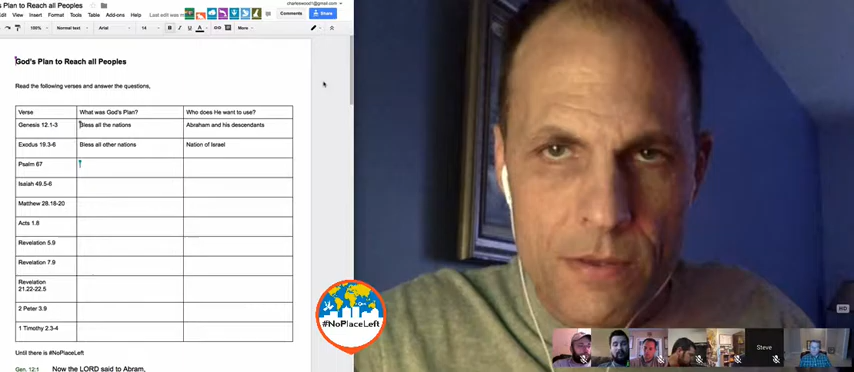 s Plan to Reach all Peoples
charleswood1@gmail.com
View Insert Format Tools Table Add-ons Help Last edit was
Comments
Share
100% Normal text Arial 14 B I U A More
God's Plan to Reach all Peoples
Read the following verses and answer the questions,
Verse What was God's Plan? Who does He want to use?
Genesis 12.1-3 Bless all the nations Abraham and his descendants
Exodus 19.3-6 Bless all other nations Nation of Israel
Psalm 67
Isaiah 49.5-6
Matthew 28.18-20
Acts 1.8
Revelation 5.9
Revelation 7.9
Revelation
21.22-22.5
2 Peter 3.9
1 Timothy 2.3-4
Until there is #NoPlaceLeft
Gen. 12:1 Now the LORD said to Abram,
#NoPlaceLeft
HD
Steve